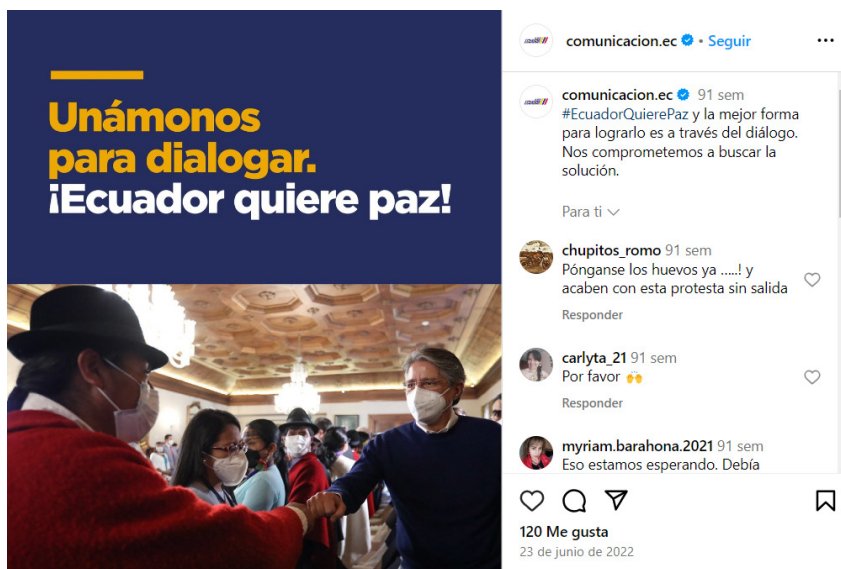 Unámonos
para dialogar.
¡Ecuador quiere paz!
comunicacion.ec • Seguir
comunicacion.ec 91 sem
#EcuadorQuierePaz y la mejor forma
para lograrlo es a través del diálogo.
Nos comprometemos a buscar la
solución.
Para ti
chupitos_romo 91 sem
Pónganse los huevos ya .....! y
acaben con esta protesta sin salida
Responder
carlyta_21 91 sem
Por favor 🙌
Responder
myriam.barahona.2021 91 sem
Eso estamos esperando. Debía
120 Me gusta
23 de junio de 2022